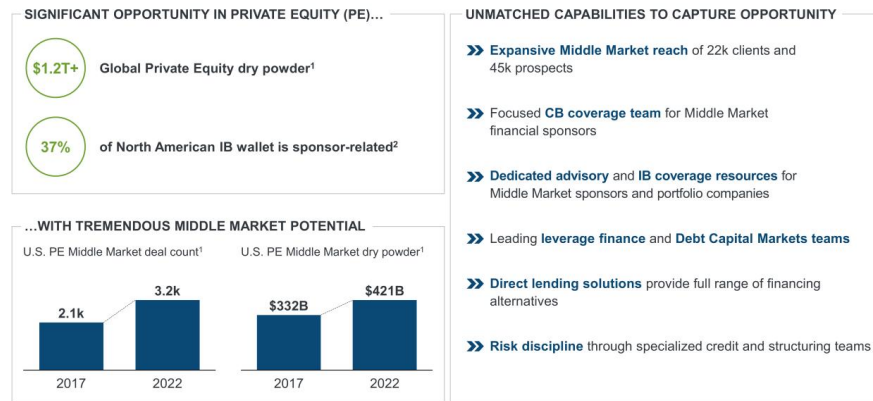 SIGNIFICANT OPPORTUNITY IN PRIVATE EQUITY (PE)...
$1.2T+
Global Private Equity dry powder¹
37%
of North American IB wallet is sponsor-related²
...WITH TREMENDOUS MIDDLE MARKET POTENTIAL
U.S. PE Middle Market deal count¹
2.1k
3.2k
2017
2022
U.S. PE Middle Market dry powder¹
$332B
$421B
2017
2022
UNMATCHED CAPABILITIES TO CAPTURE OPPORTUNITY
Expansive Middle Market reach of 22k clients and
45k prospects
Focused CB coverage team for Middle Market
financial sponsors
Dedicated advisory and IB coverage resources for
Middle Market sponsors and portfolio companies
Leading leverage finance and Debt Capital Markets teams
Direct lending solutions provide full range of financing
alternatives
Risk discipline through specialized credit and structuring teams